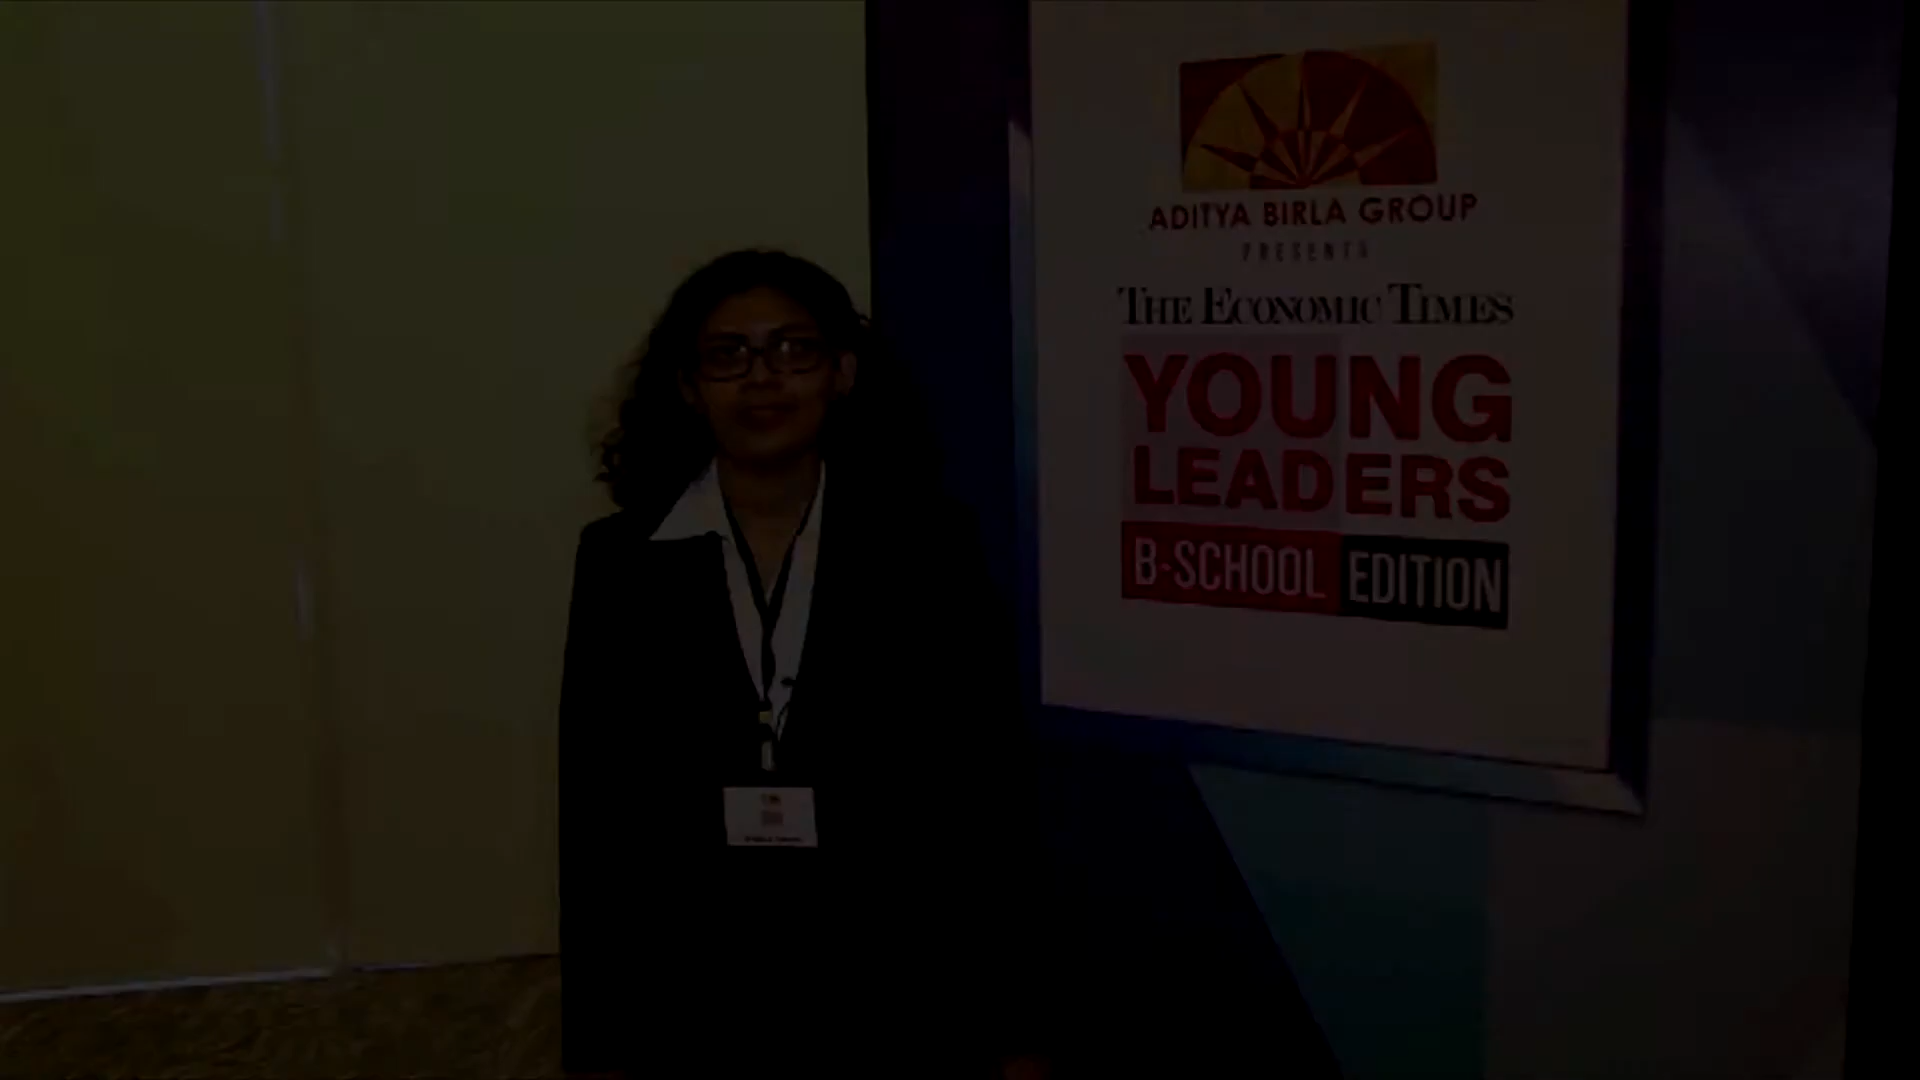 ADITYA BIRLA GROUP
PRESENTS
THE ECONOMIC TIMES
YOUNG
LEADERS
B-SCHOOL EDITION